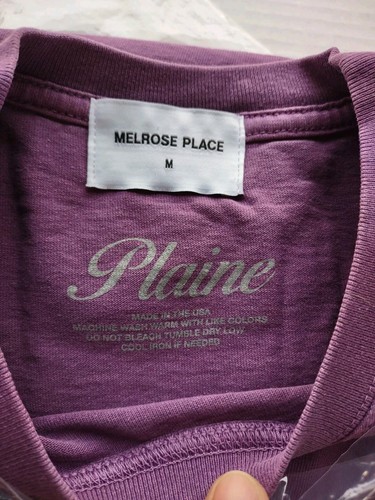 MELROSE PLACE
M
Plaine
MADE IN THE USA
MACHINE WASH WARM WITH LIKE COLORS
DO NOT BLEACH TUMBLE DRY LOW
COOL IRON IF NEEDED